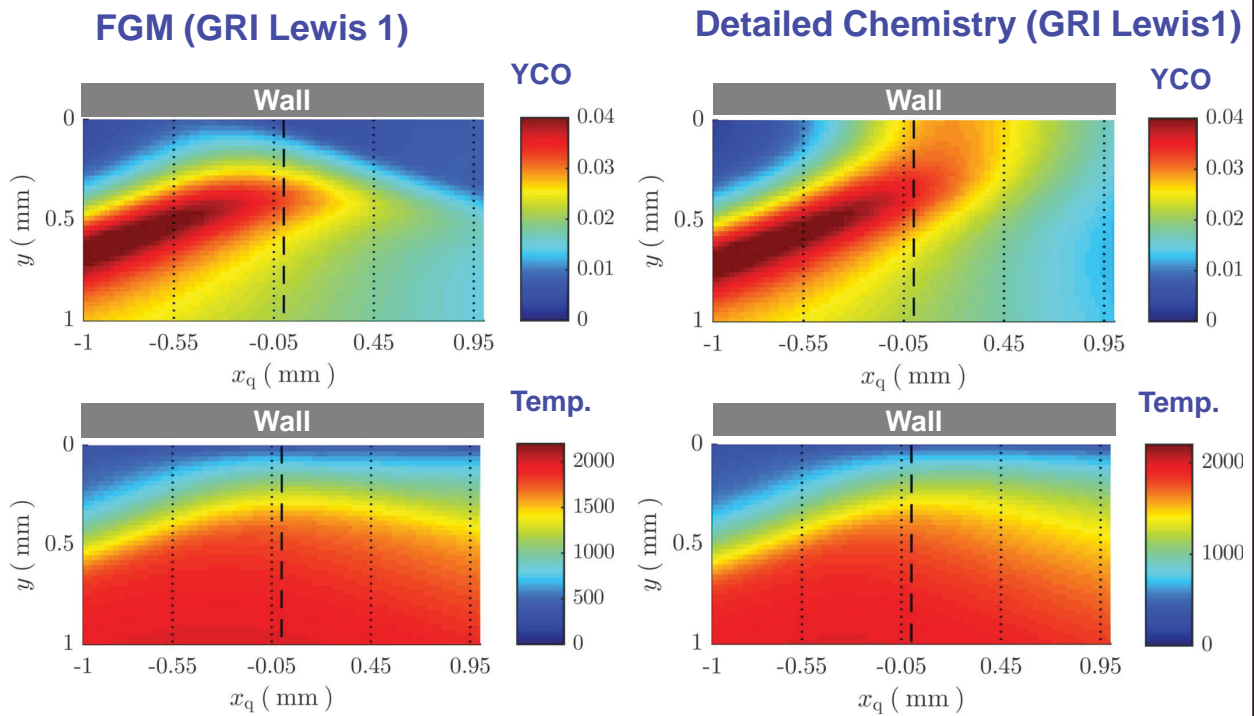 FGM (GRI Lewis 1)
Detailed Chemistry (GRI Lewis1)
YCO
Wall
0
0.5
1
y ( mm )
-1 -0.55 -0.05 0.45 0.95
x_q ( mm )
0.04
0.03
0.02
0.01
0
YCO
Wall
0
0.5
1
y ( mm )
-1 -0.55 -0.05 0.45 0.95
x_q ( mm )
0.04
0.03
0.02
0.01
0
Temp.
Wall
0
0.5
1
y ( mm )
-1 -0.55 -0.05 0.45 0.95
x_q ( mm )
2000
1500
1000
500
0
Temp.
Wall
0
0.5
1
y ( mm )
-1 -0.55 -0.05 0.45 0.95
x_q ( mm )
2000
1000
0